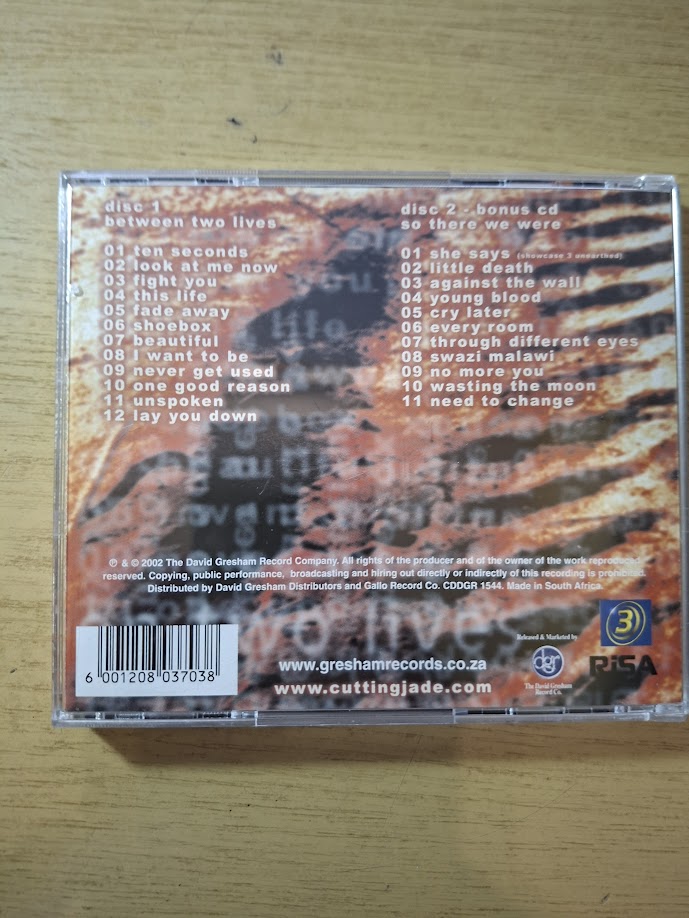 disc 1
between two lives
01 ten seconds
02 look at me now
03 fight you
04 this life
05 fade away
06 shoebox
07 beautiful
08 I want to be
09 never get used
10 one good reason
11 unspoken
12 lay you down
disc 2 - bonus cd
so there we were
01 she says (showcase 3 unearthed)
02 little death
03 against the wall
04 young blood
05 cry later
06 every room
07 through different eyes
08 swazi malawi
09 no more you
10 wasting the moon
11 need to change
℗ & © 2002 The David Gresham Record Company. All rights of the producer and of the owner of the work reproduced
reserved. Copying, public performance, broadcasting and hiring out directly or indirectly of this recording is prohibited.
Distributed by David Gresham Distributors and Gallo Record Co. CDDGR 1544. Made in South Africa.
two lives
6 001208 037038
www.greshamrecords.co.za
www.cuttingjade.com
Released & Marketed by
dgr
The David Gresham
Record Co.
3
RiSA